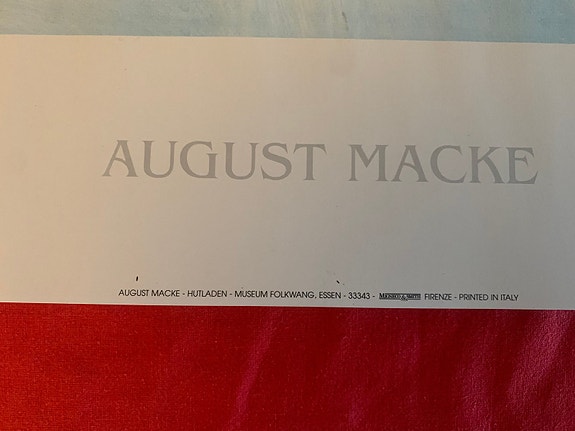 AUGUST MACKE
AUGUST MACKE - HUTLADEN - MUSEUM FOLKWANG, ESSEN - 33343 - FIRENZE - PRINTED IN ITALY